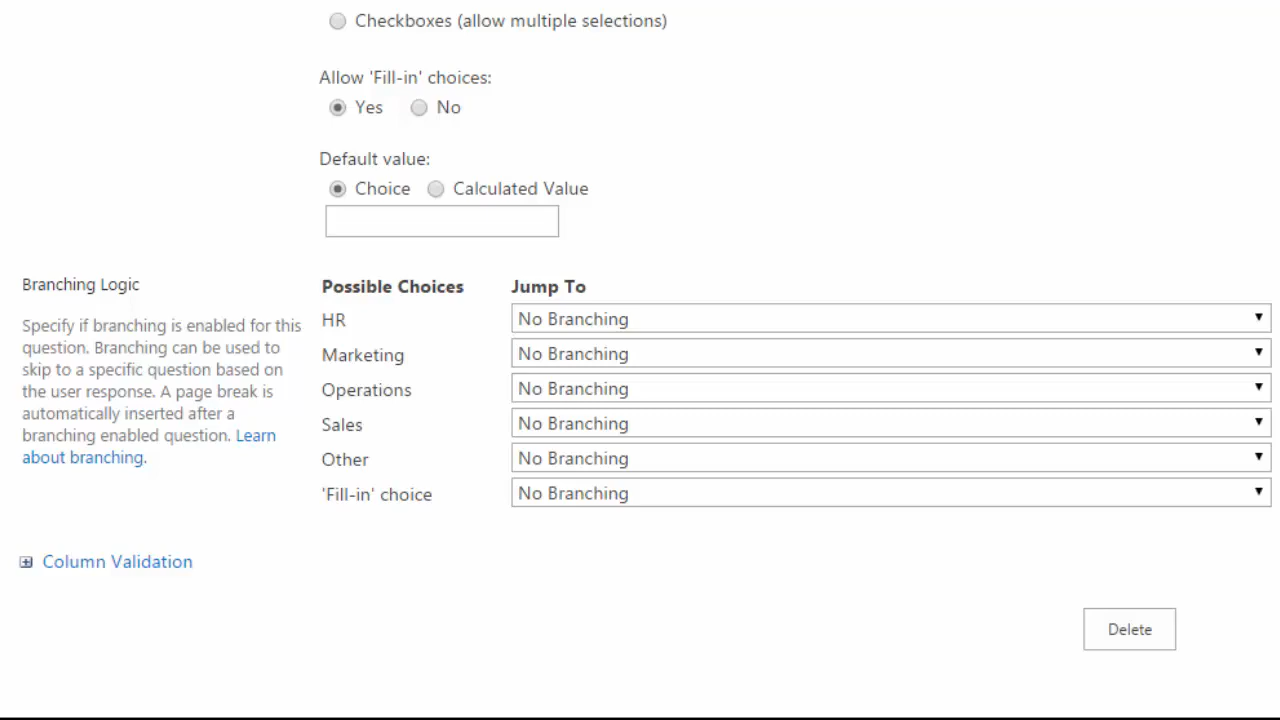 Checkboxes (allow multiple selections)
Allow 'Fill-in' choices:
Yes No
Default value:
Choice Calculated Value
Branching Logic
Specify if branching is enabled for this
question. Branching can be used to
skip to a specific question based on
the user response. A page break is
automatically inserted after a
branching enabled question. Learn
about branching.
Possible Choices Jump To
HR No Branching
Marketing No Branching
Operations No Branching
Sales No Branching
Other No Branching
'Fill-in' choice No Branching
Column Validation
Delete